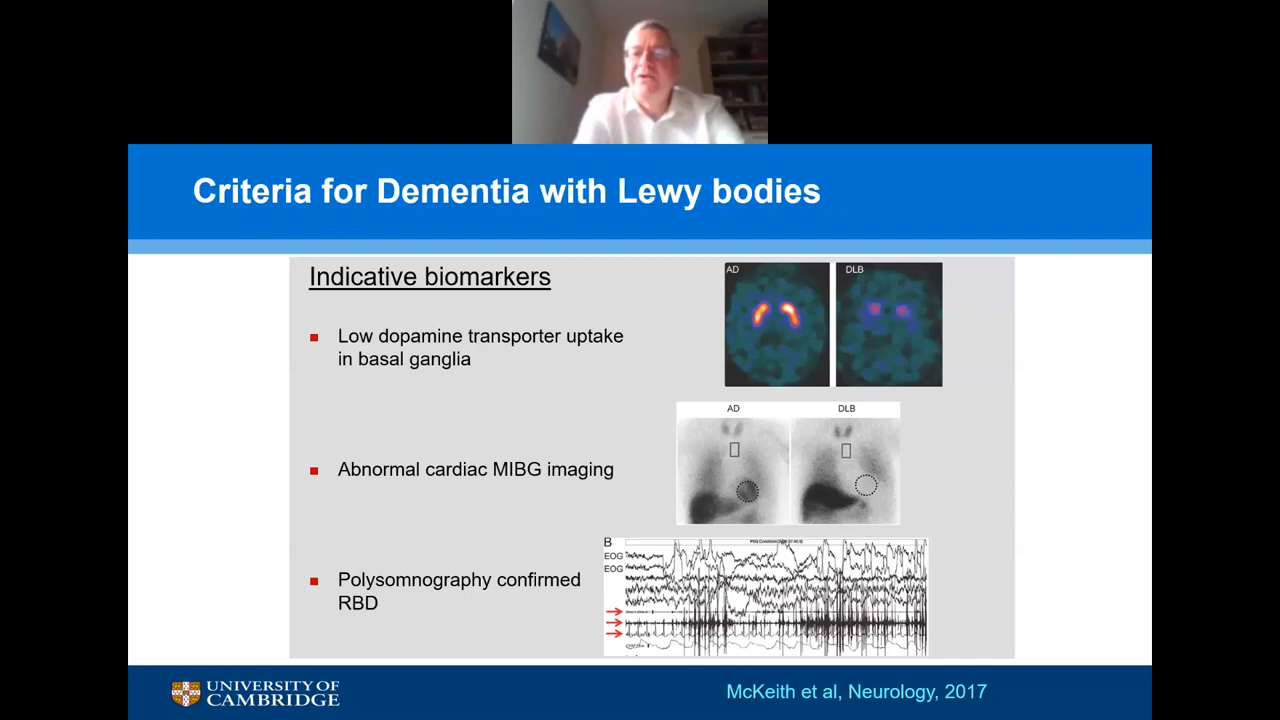 Criteria for Dementia with Lewy bodies
Indicative biomarkers
Low dopamine transporter uptake
in basal ganglia
AD
DLB
Abnormal cardiac MIBG imaging
AD
DLB
Polysomnography confirmed
RBD
B
EOG
EOG
UNIVERSITY OF
CAMBRIDGE
McKeith et al, Neurology, 2017